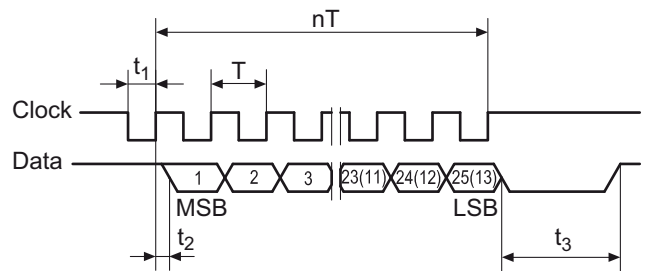 nT
t1 T
Clock
Data
1 2 3 23(11) 24(12) 25(13)
MSB LSB
t2 t3